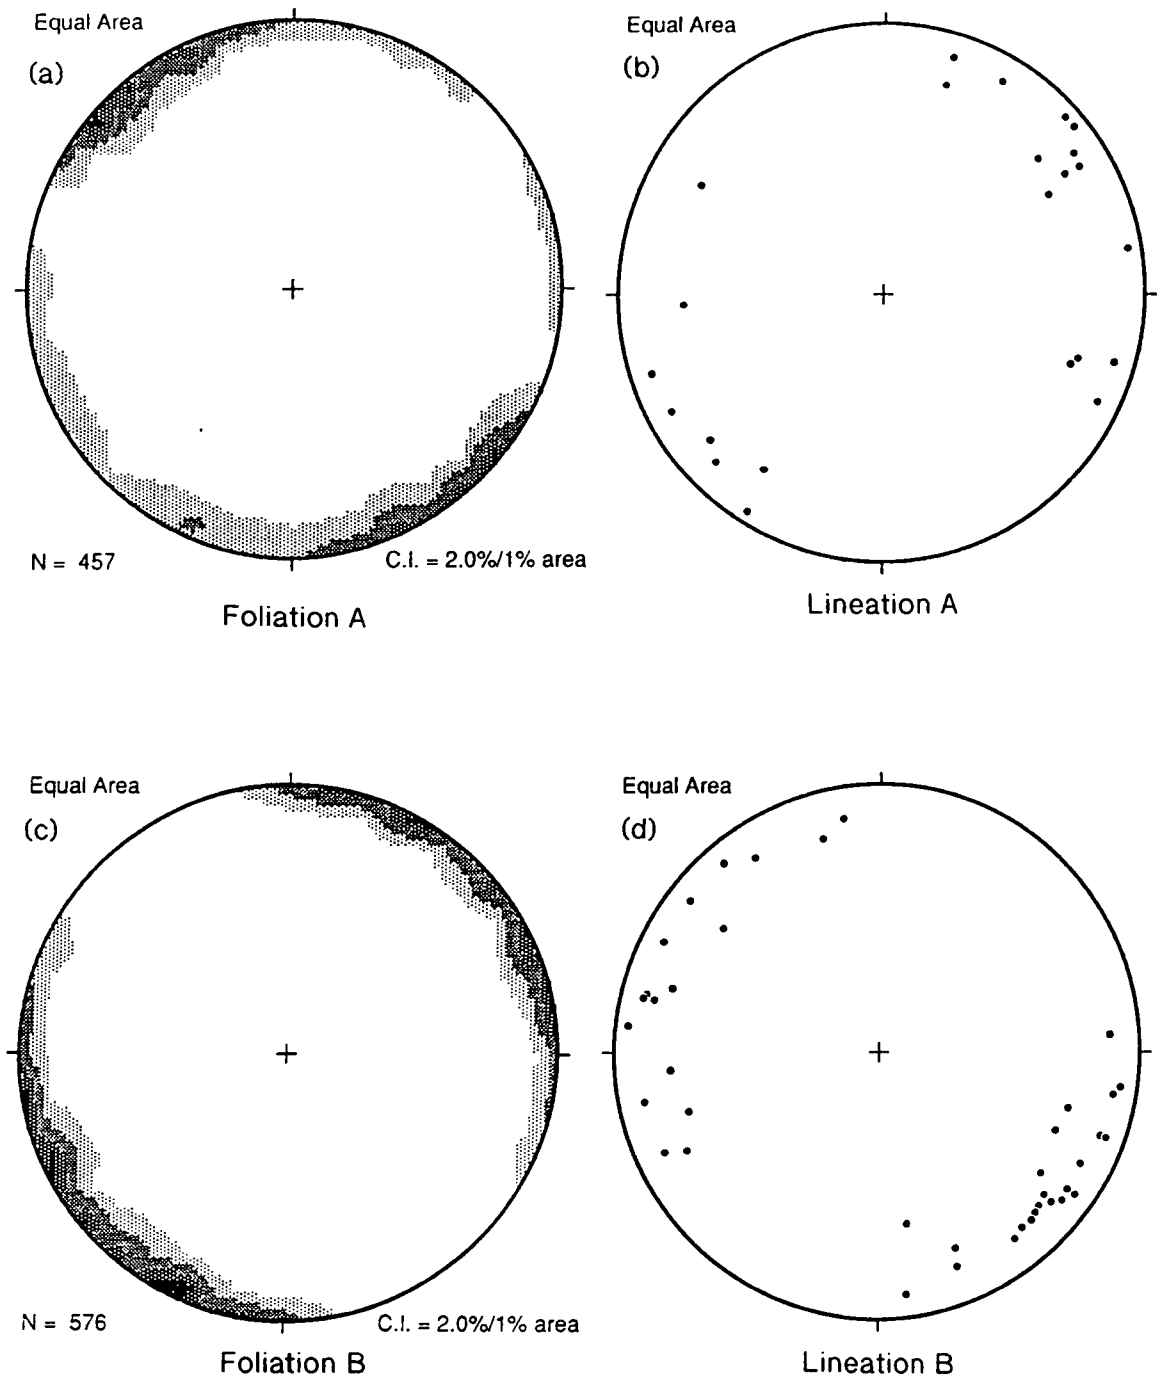 Equal Area
(a)
N = 457
C.I. = 2.0%/1% area
Foliation A
Equal Area
(b)
Lineation A
Equal Area
(c)
N = 576
C.I. = 2.0%/1% area
Foliation B
Equal Area
(d)
Lineation B